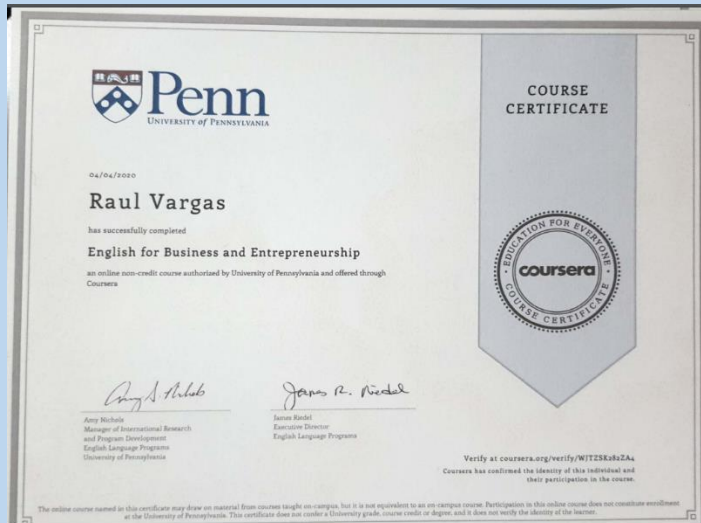 Penn
UNIVERSITY of PENNSYLVANIA
COURSE
CERTIFICATE
04/04/2020
Raul Vargas
has successfully completed
English for Business and Entrepreneurship
an online non-credit course authorized by University of Pennsylvania and offered through
Coursera
EDUCATION FOR EVERYONE
coursera
COURSE CERTIFICATE
Amy Nichols
Manager of International Research
and Program Development
English Language Programs
University of Pennsylvania
James Riedel
Executive Director
English Language Programs
Verify at coursera.org/verify/WJTZSK282ZA4
Coursera has confirmed the identity of this individual and
their participation in the course.
The online course named in this certificate may draw on material from courses taught on-campus, but it is not equivalent to an on-campus course. Participation in this online course does not constitute enrollment
at the University of Pennsylvania. This certificate does not confer a University grade, course credit or degree, and it does not verify the identity of the learner.